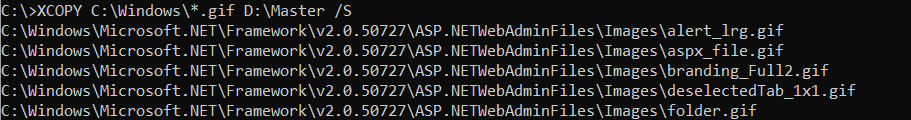 C:\>XCOPY C:\Windows\*.gif D:\Master /S
C:\Windows\Microsoft.NET\Framework\v2.0.50727\ASP.NETWebAdminFiles\Images\alert_lrg.gif
C:\Windows\Microsoft.NET\Framework\v2.0.50727\ASP.NETWebAdminFiles\Images\aspx_file.gif
C:\Windows\Microsoft.NET\Framework\v2.0.50727\ASP.NETWebAdminFiles\Images\branding_Full2.gif
C:\Windows\Microsoft.NET\Framework\v2.0.50727\ASP.NETWebAdminFiles\Images\deselectedTab_1x1.gif
C:\Windows\Microsoft.NET\Framework\v2.0.50727\ASP.NETWebAdminFiles\Images\folder.gif